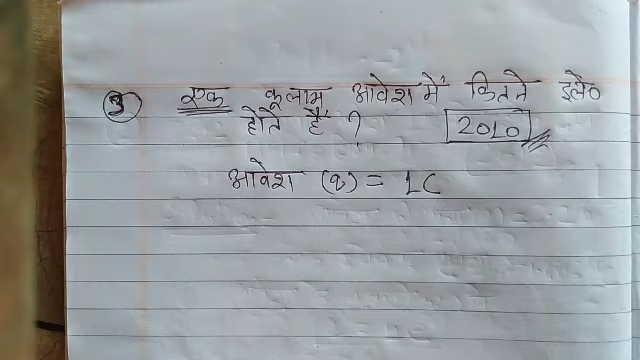 ③ एक कूलाम आवेश में कितने इलै०
होते हैं ? 2010
आवेश (q) = 1C